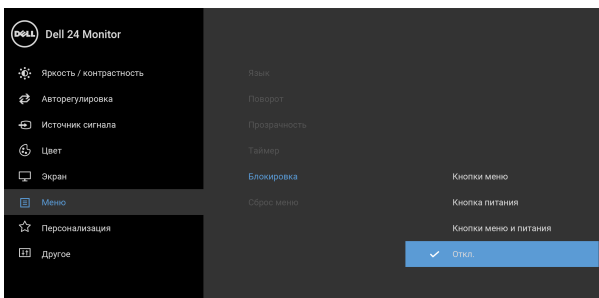 DELL
Dell 24 Monitor
Яркость / контрастность
Авторегулировка
Источник сигнала
Цвет
Экран
Меню
Персонализация
Другое
Язык
Поворот
Прозрачность
Таймер
Блокировка
Сброс меню
Кнопки меню
Кнопка питания
Кнопки меню и питания
Откл.